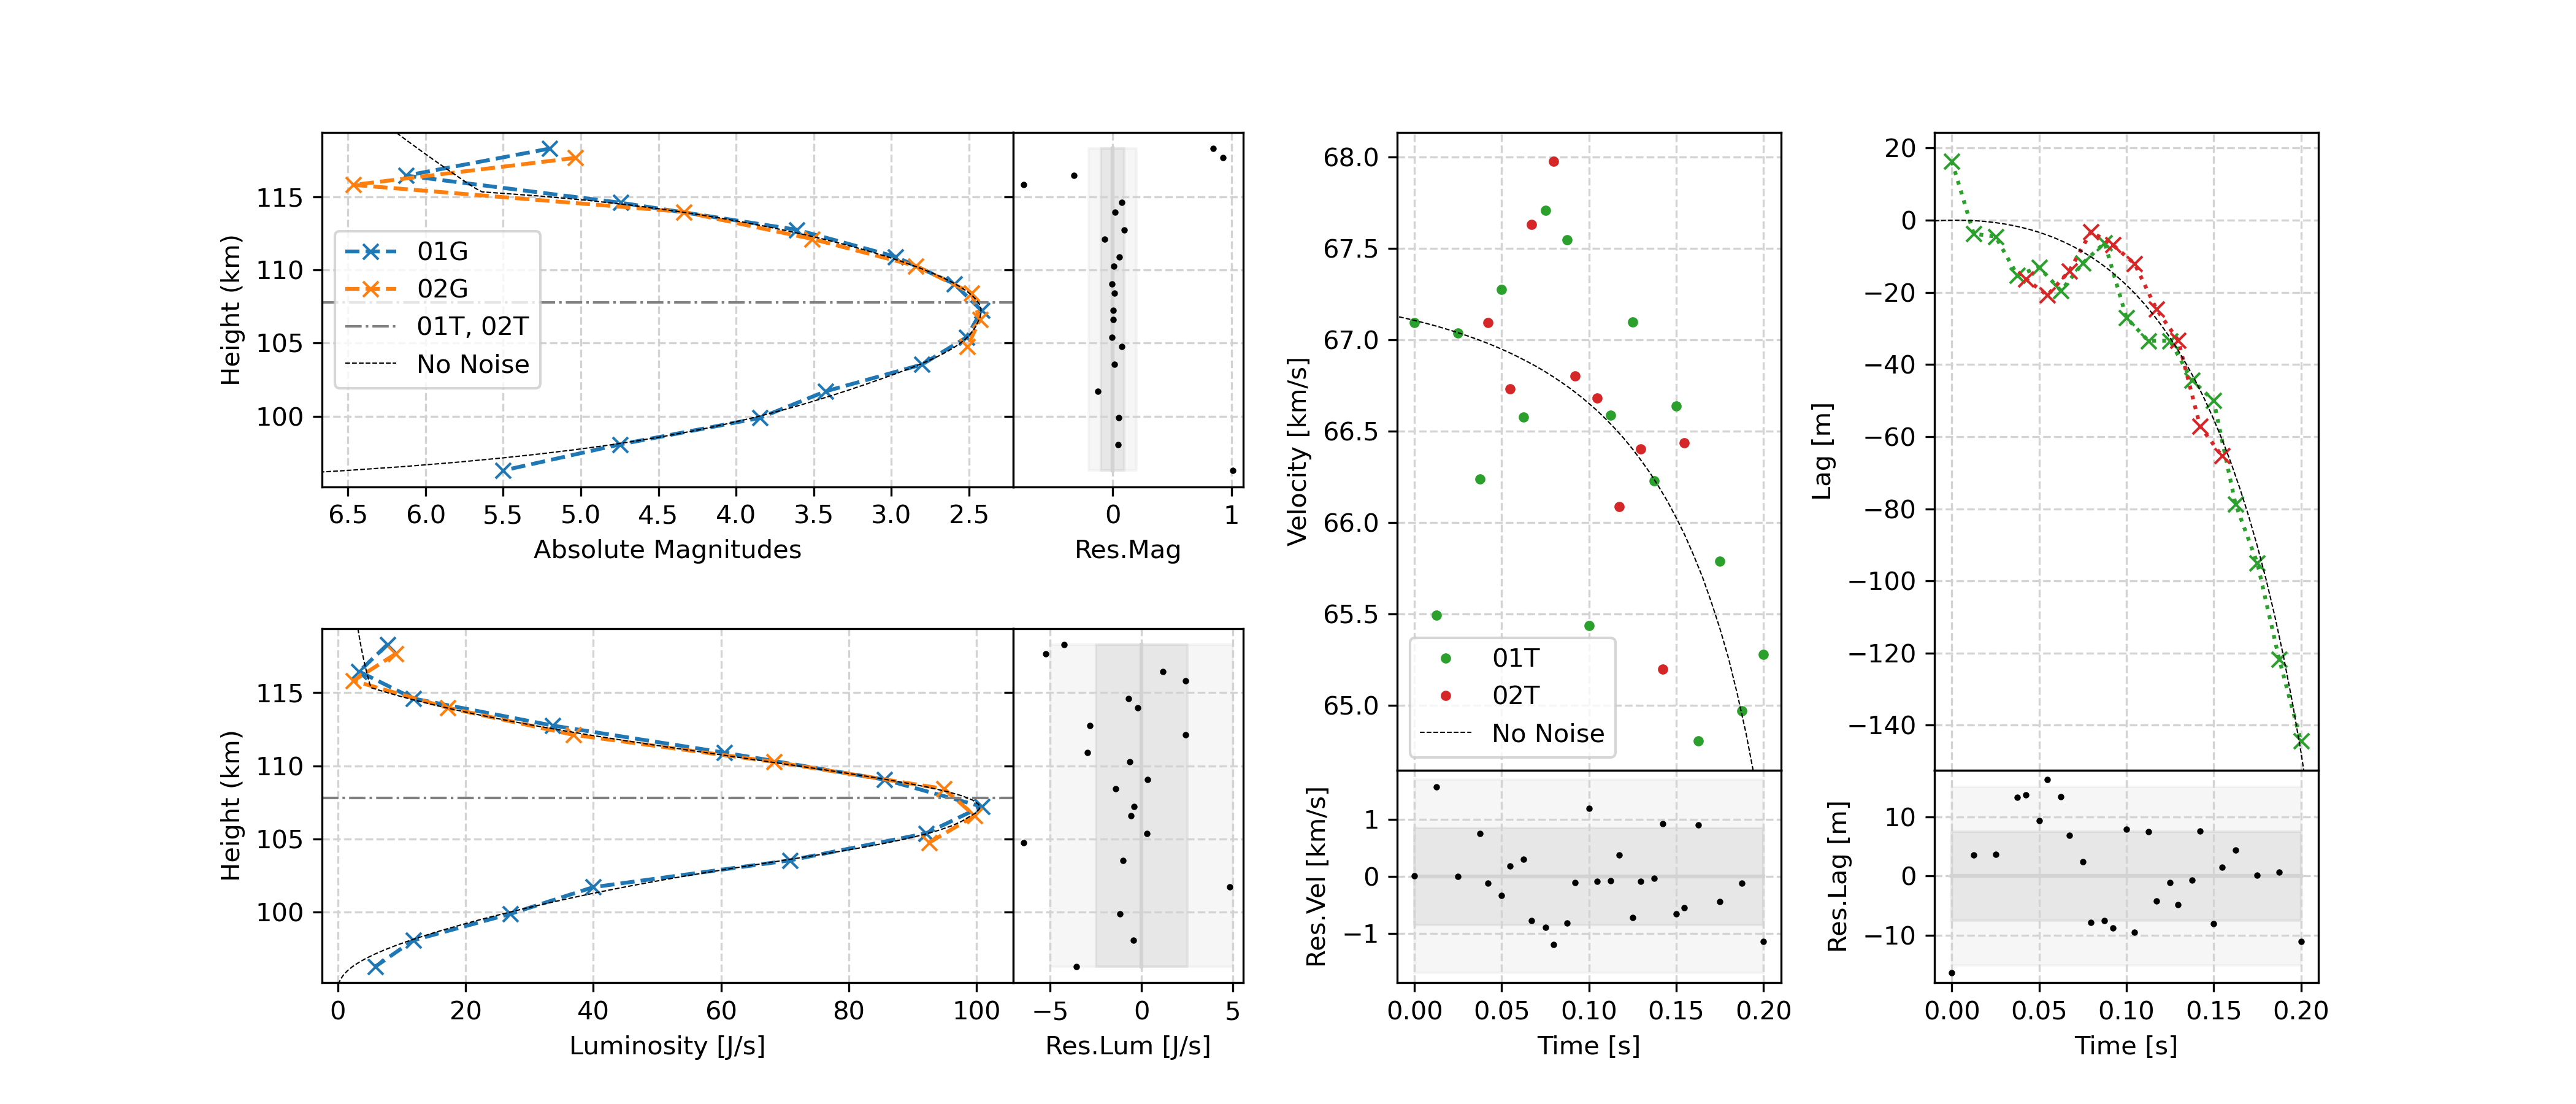 Height (km)
115
110
105
100
01G
02G
01T, 02T
No Noise
6.5 6.0 5.5 5.0 4.5 4.0 3.5 3.0 2.5
Absolute Magnitudes
0 1
Res.Mag
Height (km)
115
110
105
100
0 20 40 60 80 100
Luminosity [J/s]
−5 0 5
Res.Lum [J/s]
Velocity [km/s]
68.0
67.5
67.0
66.5
66.0
65.5
65.0
01T
02T
No Noise
Res.Vel [km/s]
1
0
−1
0.00 0.05 0.10 0.15 0.20
Time [s]
Lag [m]
20
0
−20
−40
−60
−80
−100
−120
−140
Res.Lag [m]
10
0
−10
0.00 0.05 0.10 0.15 0.20
Time [s]